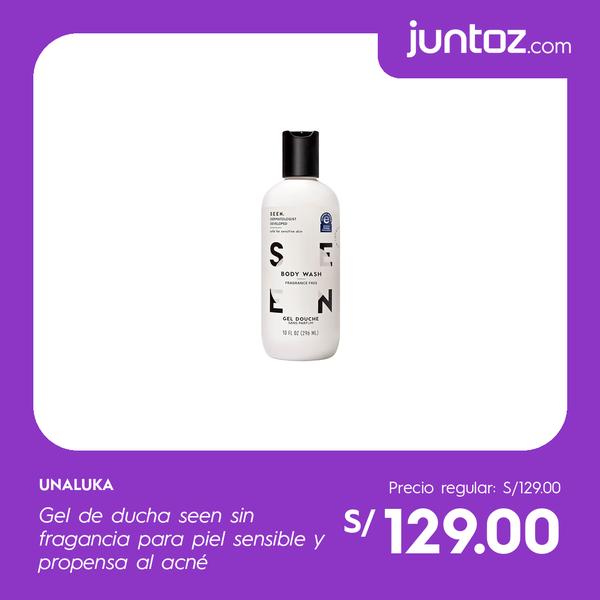 juntoz.com
SEEN.
DERMATOLOGIST
DEVELOPED
safe for sensitive skin
S E
BODY WASH
FRAGRANCE FREE
E N
GEL DOUCHE
SANS PARFUM
10 FL OZ (296 ML)
UNALUKA
Gel de ducha seen sin
fragancia para piel sensible y
propensa al acné
Precio regular: S/129.00
S/ 129.00